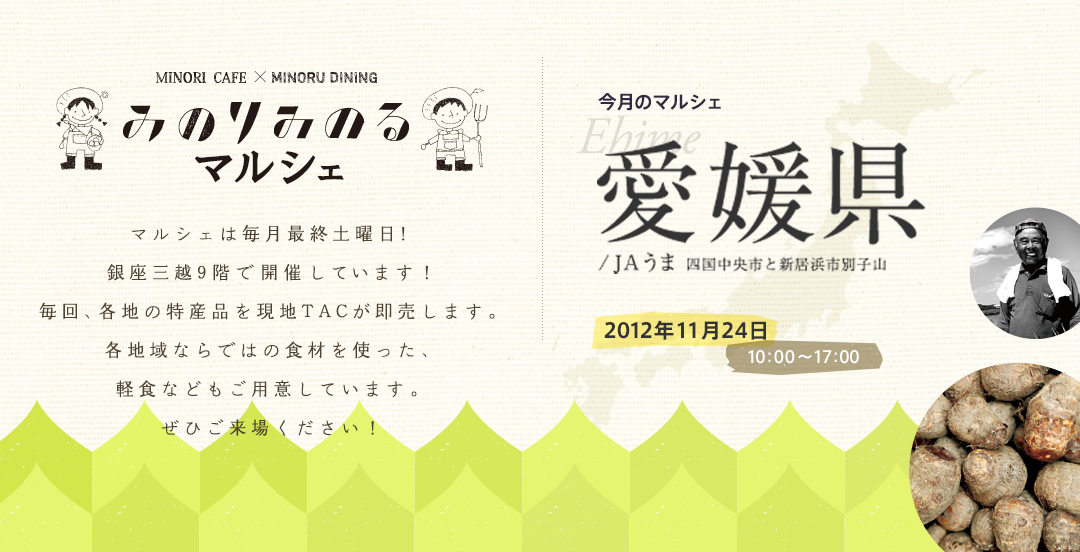 MINORI CAFE × MINORU DINING
みのりみのる
マルシェ
マルシェは毎月最終土曜日!
銀座三越9階で開催しています!
毎回、各地の特産品を現地TACが即売します。
各地域ならではの食材を使った、
軽食などもご用意しています。
ぜひご来場ください！
今月のマルシェ
Ehime
愛媛県
/JAうま 四国中央市と新居浜市別子山
2012年11月24日
10:00〜17:00